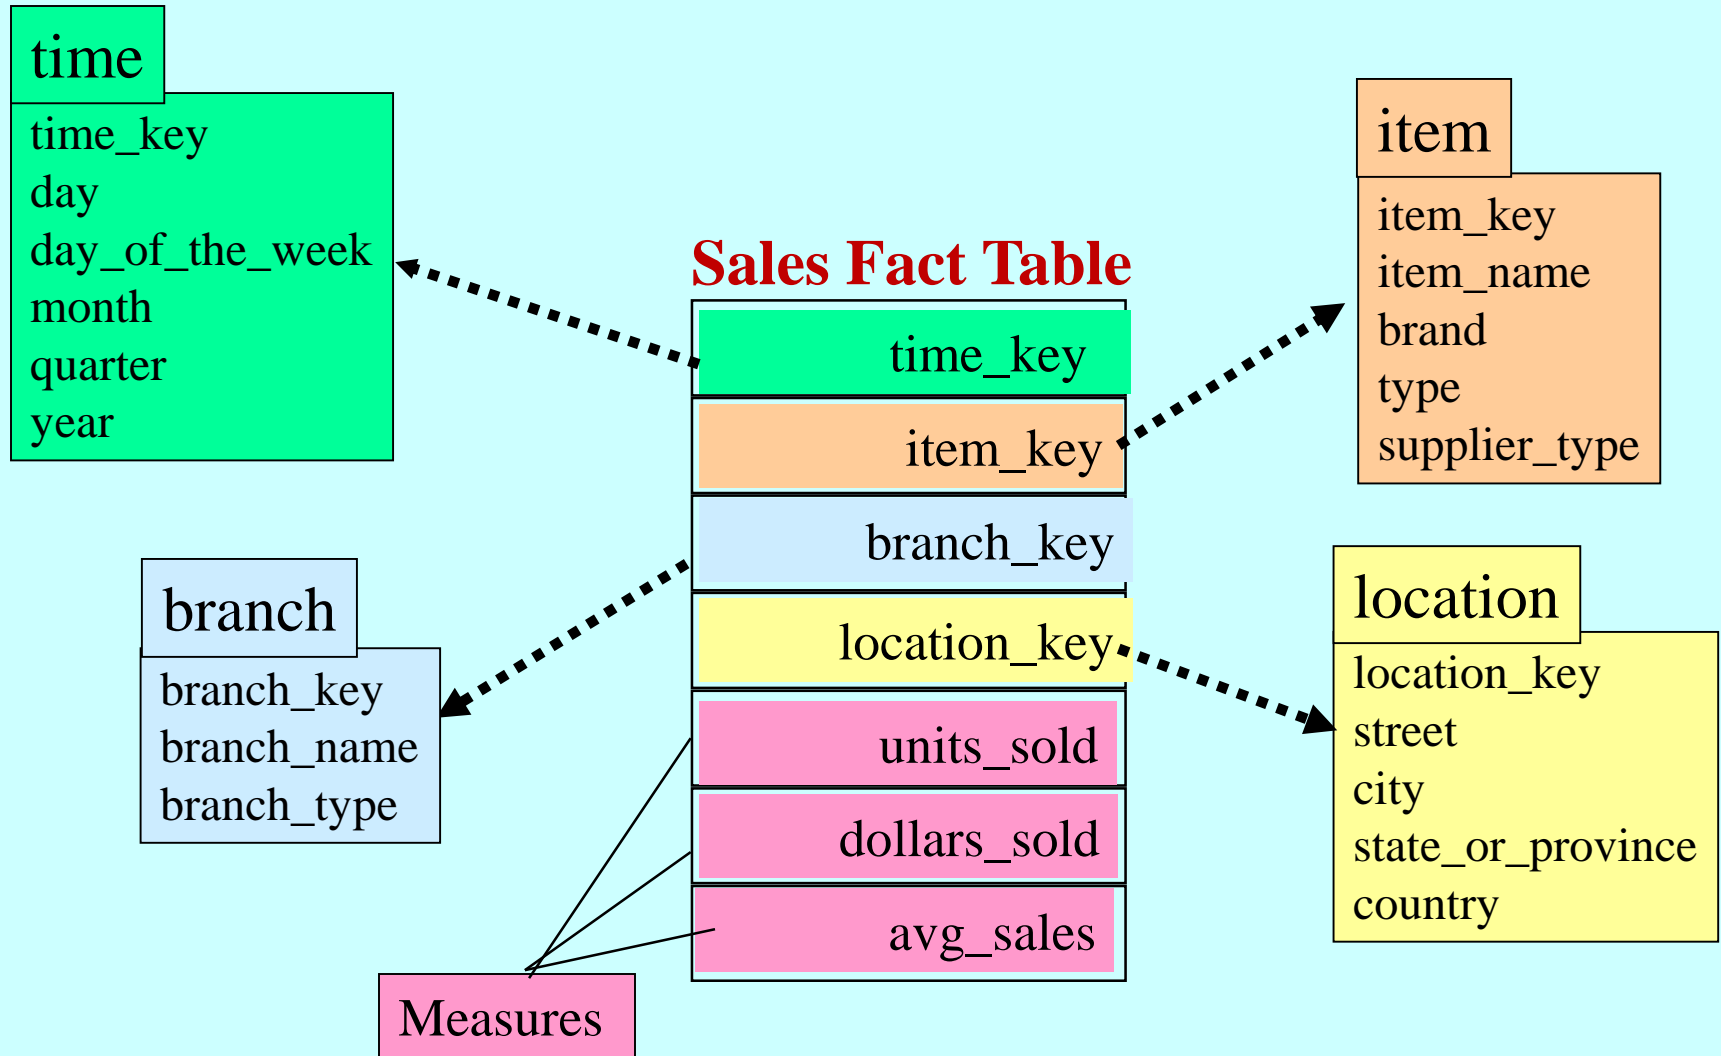 time
time_key
day
day_of_the_week
month
quarter
year
item
item_key
item_name
brand
type
supplier_type
Sales Fact Table
time_key
item_key
branch_key
location_key
units_sold
dollars_sold
avg_sales
branch
branch_key
branch_name
branch_type
location
location_key
street
city
state_or_province
country
Measures